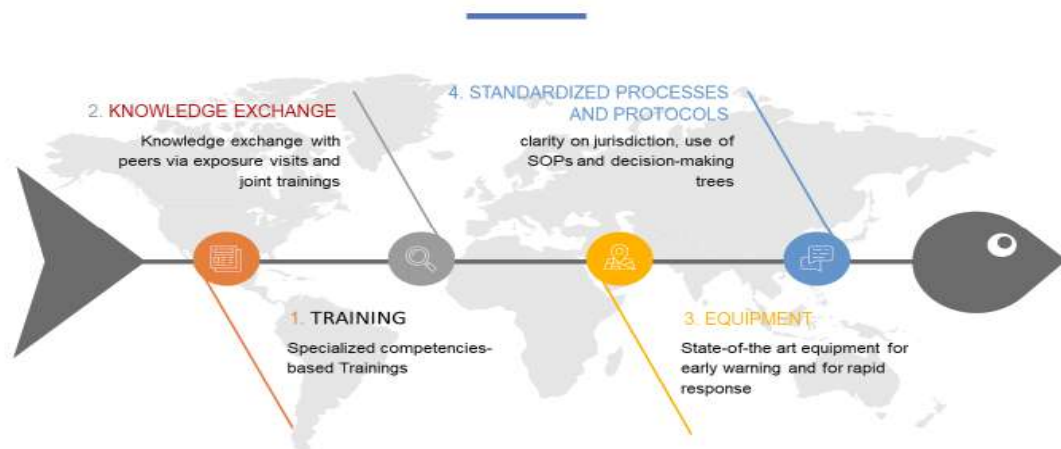 2. KNOWLEDGE EXCHANGE
Knowledge exchange with
peers via exposure visits and
joint trainings
4. STANDARDIZED PROCESSES
AND PROTOCOLS
clarity on jurisdiction, use of
SOPs and decision-making
trees
1. TRAINING
Specialized competencies-
based Trainings
3. EQUIPMENT
State-of-the art equipment for
early warning and for rapid
response